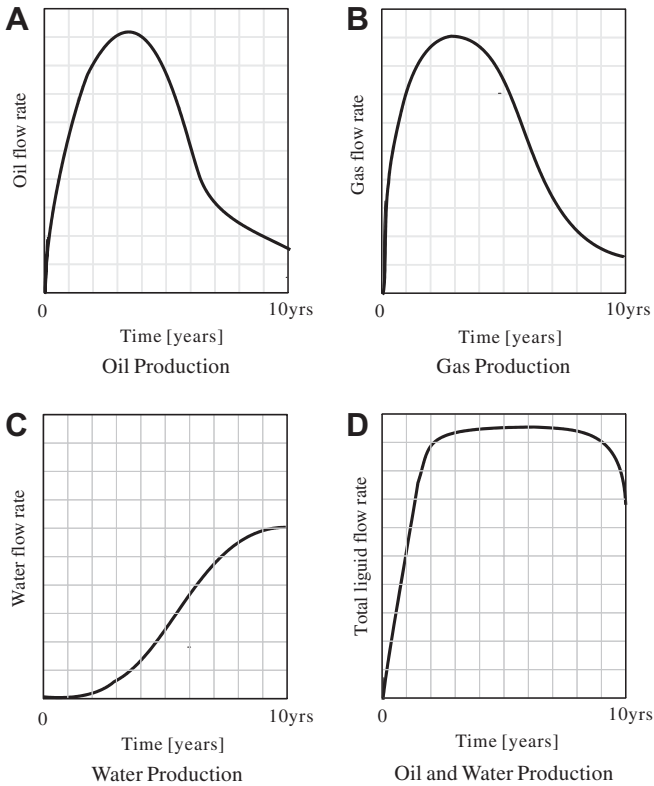 A
Oil flow rate
0
10yrs
Time [years]
Oil Production
B
Gas flow rate
0
10yrs
Time [years]
Gas Production
C
Water flow rate
0
10yrs
Time [years]
Water Production
D
Total liguid flow rate
0
10yrs
Time [years]
Oil and Water Production